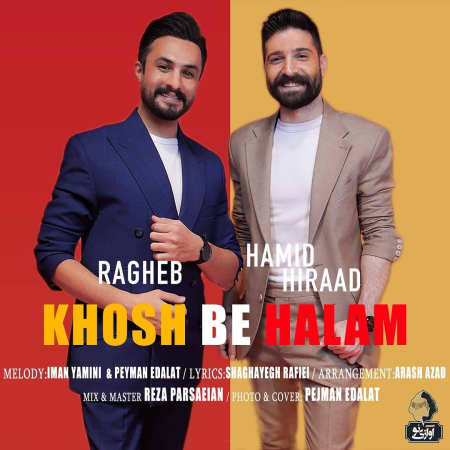 RAGHEB
HAMID
HIRAAD
KHOSH BE HALAM
MELODY:IMAN YAMINI & PEYMAN EDALAT / LYRICS:SHAGHAYEGH RAFIEI / ARRANGEMENT:ARASH AZAD
MIX & MASTER REZA PARSAEIAN / PHOTO & COVER: PEJMAN EDALAT